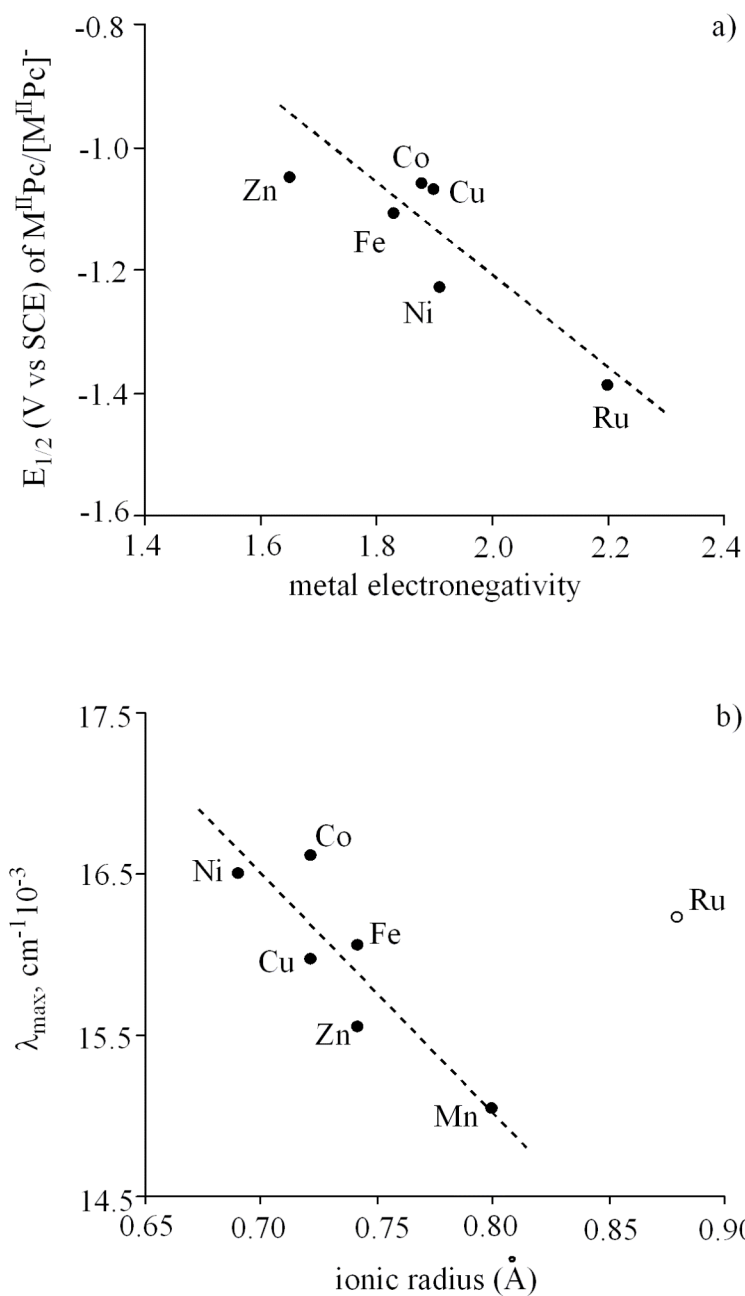 a)
-0.8
-1.0
-1.2
-1.4
-1.6
E1/2 (V vs SCE) of MIIPc/[MIIPc]-
Co
Zn
Cu
Fe
Ni
Ru
1.4 1.6 1.8 2.0 2.2 2.4
metal electronegativity
b)
17.5
16.5
15.5
14.5
λmax, cm-110-3
Co
Ni
Ru
Fe
Cu
Zn
Mn
0.65 0.70 0.75 0.80 0.85 0.90
ionic radius (Å)